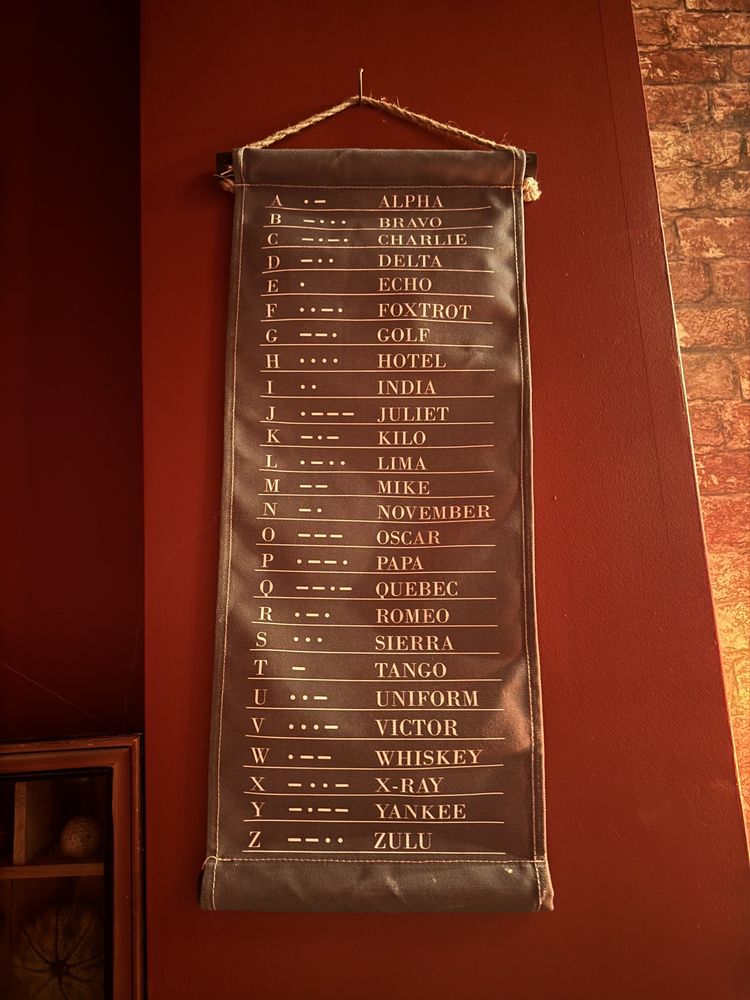 A •– ALPHA
B –••• BRAVO
C –•–• CHARLIE
D –•• DELTA
E • ECHO
F ••–• FOXTROT
G ––• GOLF
H •••• HOTEL
I •• INDIA
J •––– JULIET
K –•– KILO
L •–•• LIMA
M –– MIKE
N –• NOVEMBER
O ––– OSCAR
P •––• PAPA
Q ––•– QUEBEC
R •–• ROMEO
S ••• SIERRA
T – TANGO
U ••– UNIFORM
V •••– VICTOR
W •–– WHISKEY
X –••– X-RAY
Y –•–– YANKEE
Z ––•• ZULU